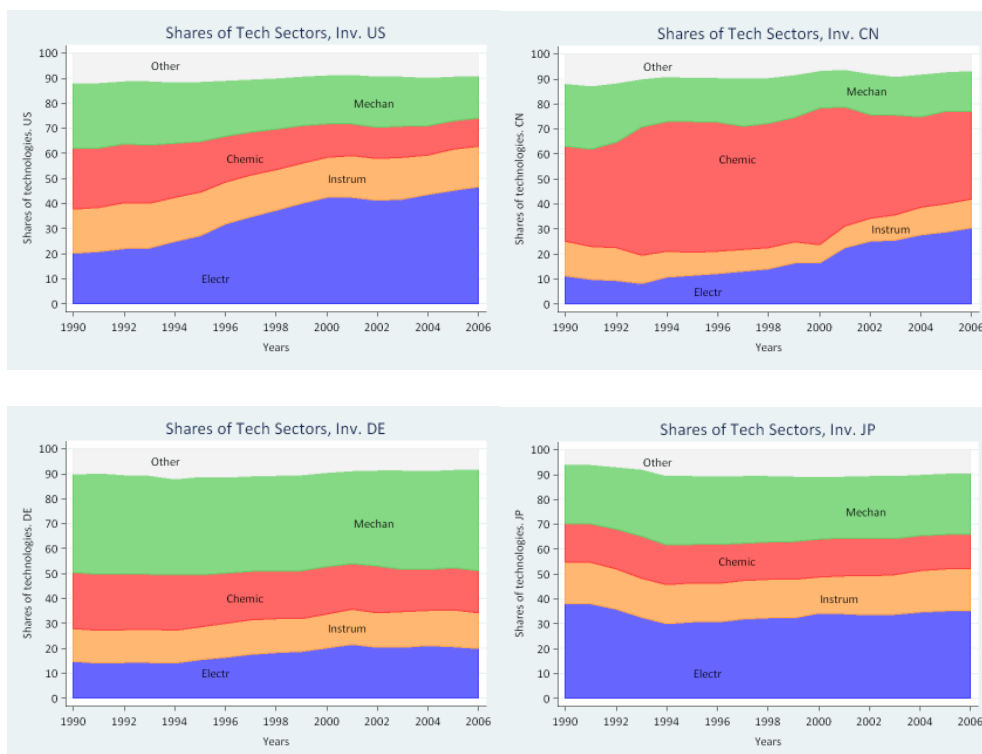 Shares of Tech Sectors, Inv. US
Shares of technologies. US
100
90
80
70
60
50
40
30
20
10
0
Other
Mechan
Chemic
Instrum
Electr
1990 1992 1994 1996 1998 2000 2002 2004 2006
Years
Shares of Tech Sectors, Inv. CN
Shares of technologies. CN
100
90
80
70
60
50
40
30
20
10
0
Other
Mechan
Chemic
Instrum
Electr
1990 1992 1994 1996 1998 2000 2002 2004 2006
Years
Shares of Tech Sectors, Inv. DE
Shares of technologies. DE
100
90
80
70
60
50
40
30
20
10
0
Other
Mechan
Chemic
Instrum
Electr
1990 1992 1994 1996 1998 2000 2002 2004 2006
Years
Shares of Tech Sectors, Inv. JP
Shares of technologies. JP
100
90
80
70
60
50
40
30
20
10
0
Other
Mechan
Chemic
Instrum
Electr
1990 1992 1994 1996 1998 2000 2002 2004 2006
Years